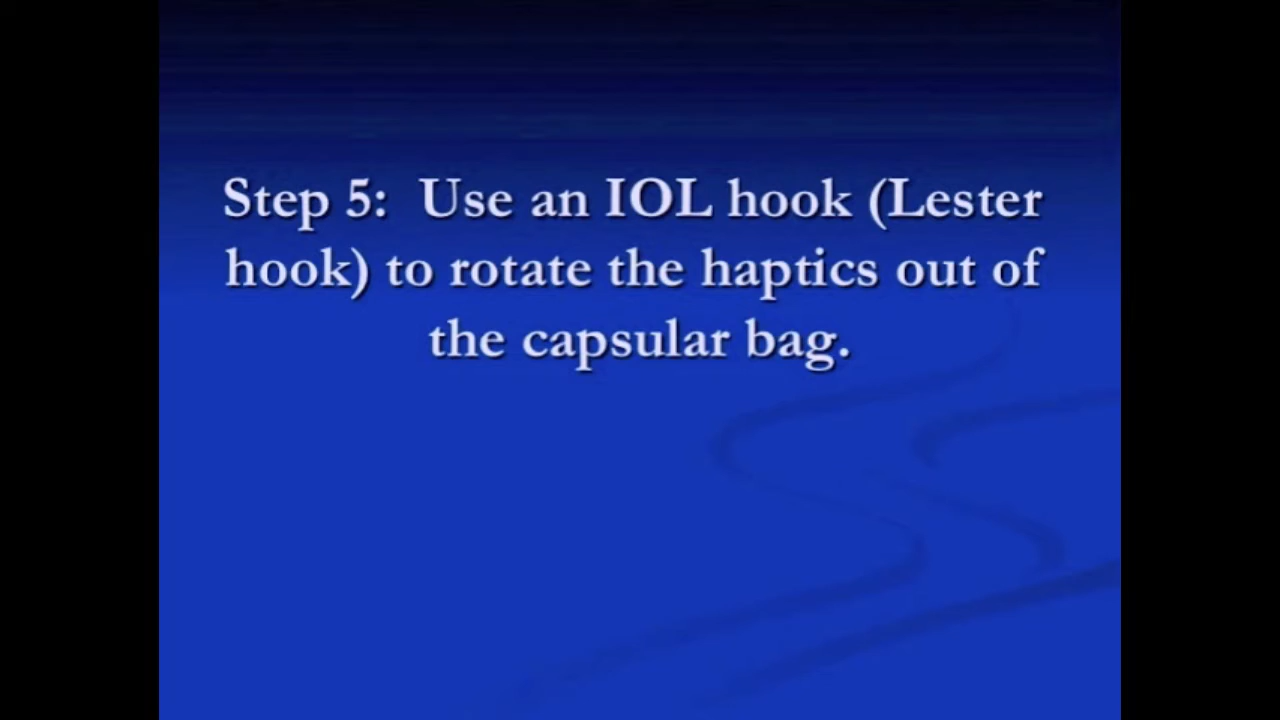 Step 5:  Use an IOL hook (Lester
hook) to rotate the haptics out of
the capsular bag.